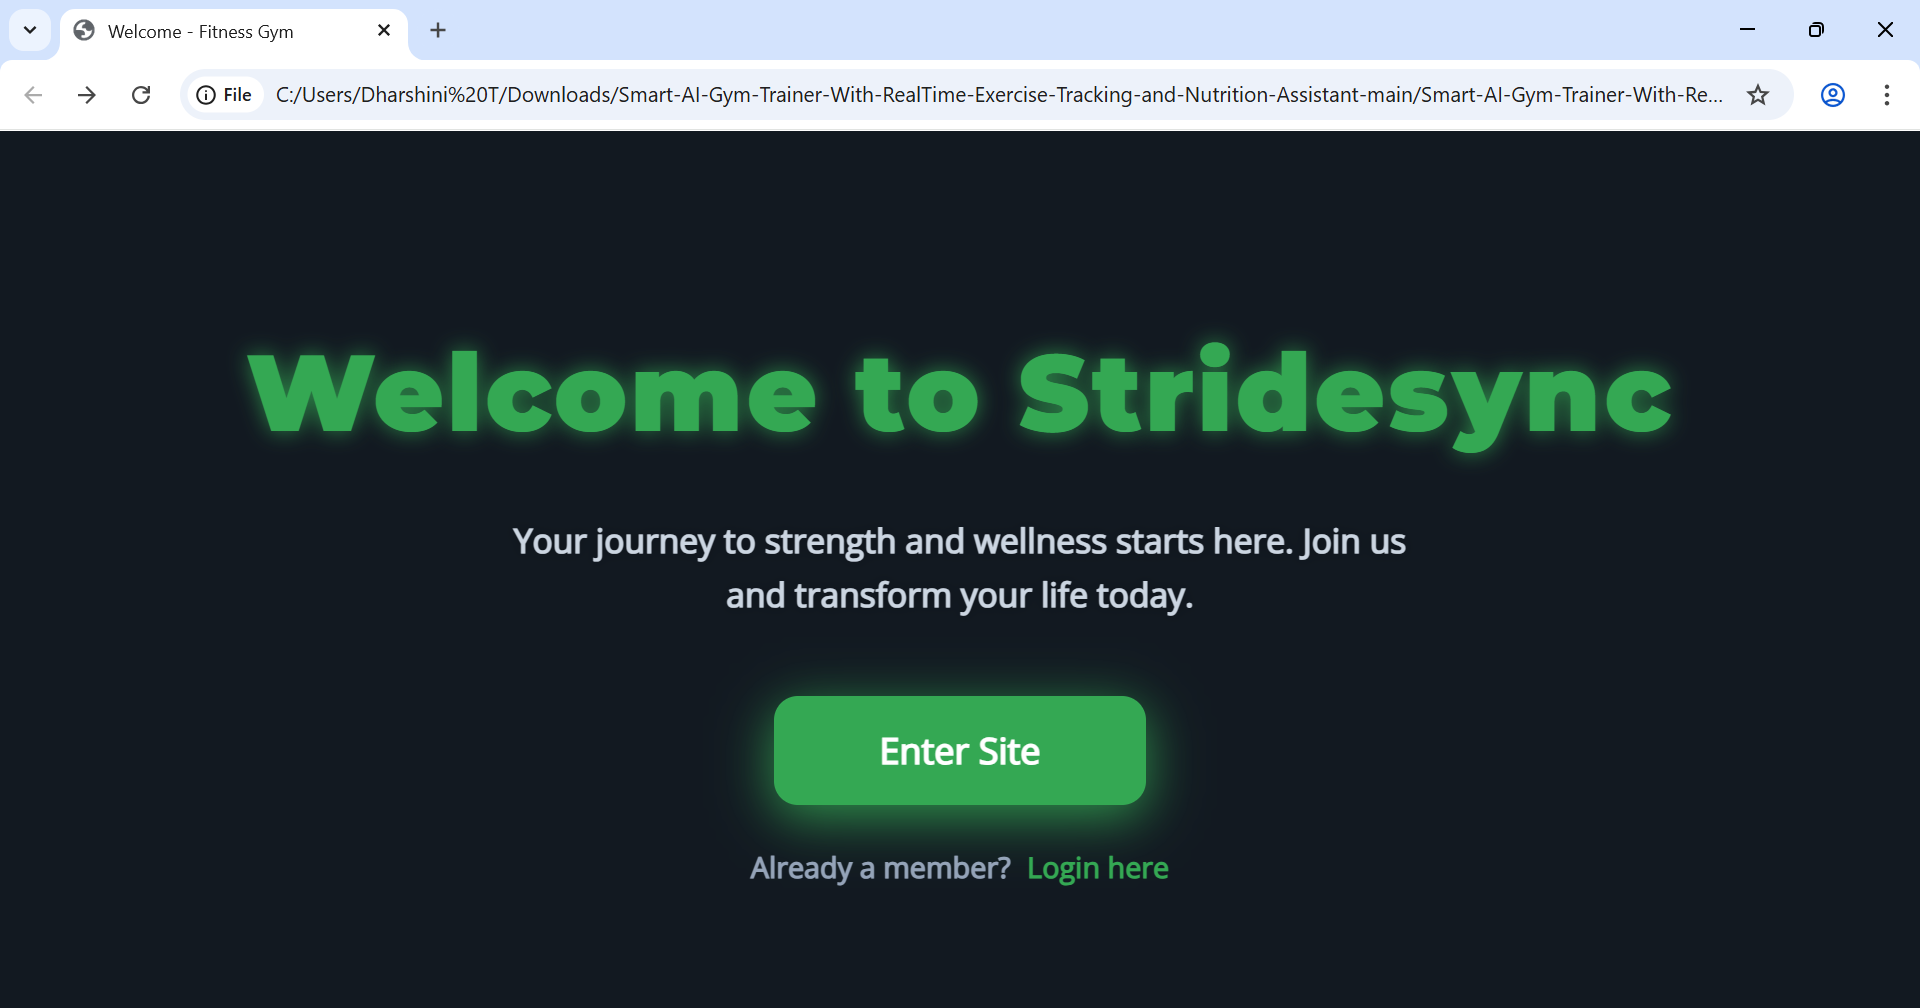 Welcome - Fitness Gym
File C:/Users/Dharshini%20T/Downloads/Smart-AI-Gym-Trainer-With-RealTime-Exercise-Tracking-and-Nutrition-Assistant-main/Smart-AI-Gym-Trainer-With-Re...
Welcome to Stridesync
Your journey to strength and wellness starts here. Join us
and transform your life today.
Enter Site
Already a member? Login here